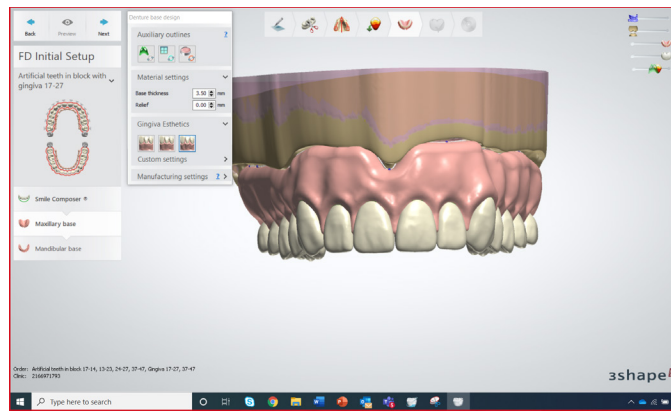 Back
Preview
Next
FD Initial Setup
Artificial teeth in block with
gingiva 17-27
Smile Composer ®
Maxillary base
Mandibular base
Denture base design
Auxiliary outlines ?
Material settings
Base thickness 3.50 mm
Relief 0.00 mm
Gingiva Esthetics
Custom settings
Manufacturing settings ?
Order: Artificial teeth in block 17-14, 13-23, 24-27, 37-47, Gingiva 17-27, 37-47
Clinic: 2166971793
3shape
Type here to search